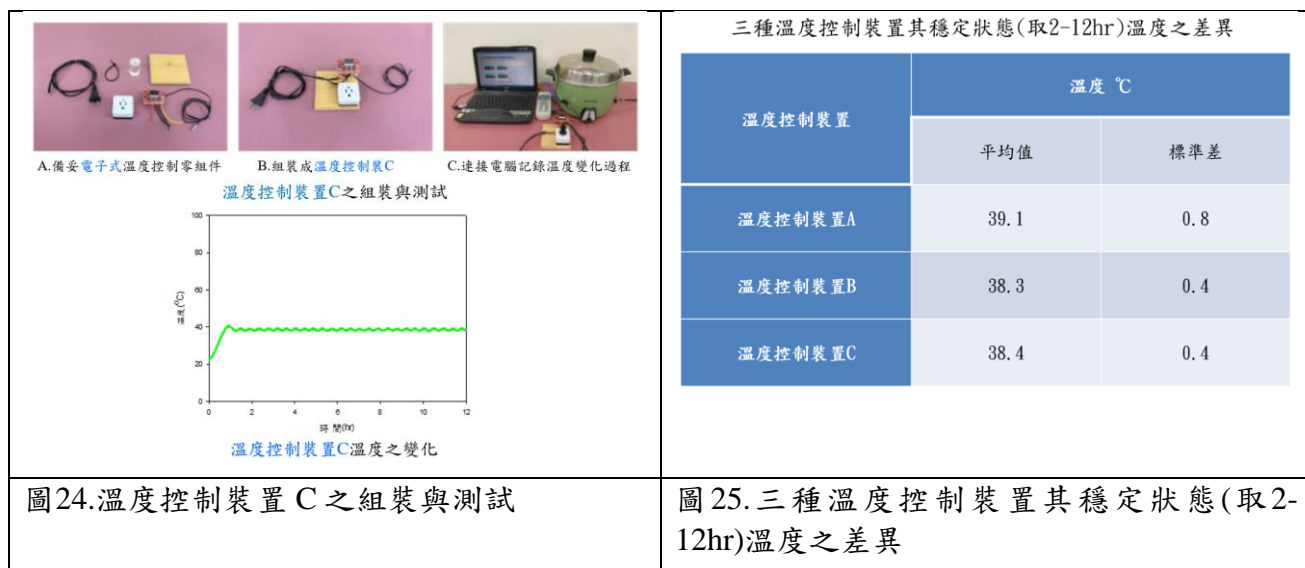 A.備妥電子式溫度控制零組件
B.組裝成溫度控制裝C
C.連接電腦記錄溫度變化過程
溫度控制裝置C之組裝與測試
100
80
60
40
20
0
溫度(°C)
0 2 4 6 8 10 12
時間(hr)
溫度控制裝置C溫度之變化
圖24.溫度控制裝置 C 之組裝與測試
三種溫度控制裝置其穩定狀態(取2-12hr)溫度之差異
溫度控制裝置
溫度 ℃
平均值 標準差
溫度控制裝置A 39.1 0.8
溫度控制裝置B 38.3 0.4
溫度控制裝置C 38.4 0.4
圖25.三種溫度控制裝置其穩定狀態(取2-
12hr)溫度之差異